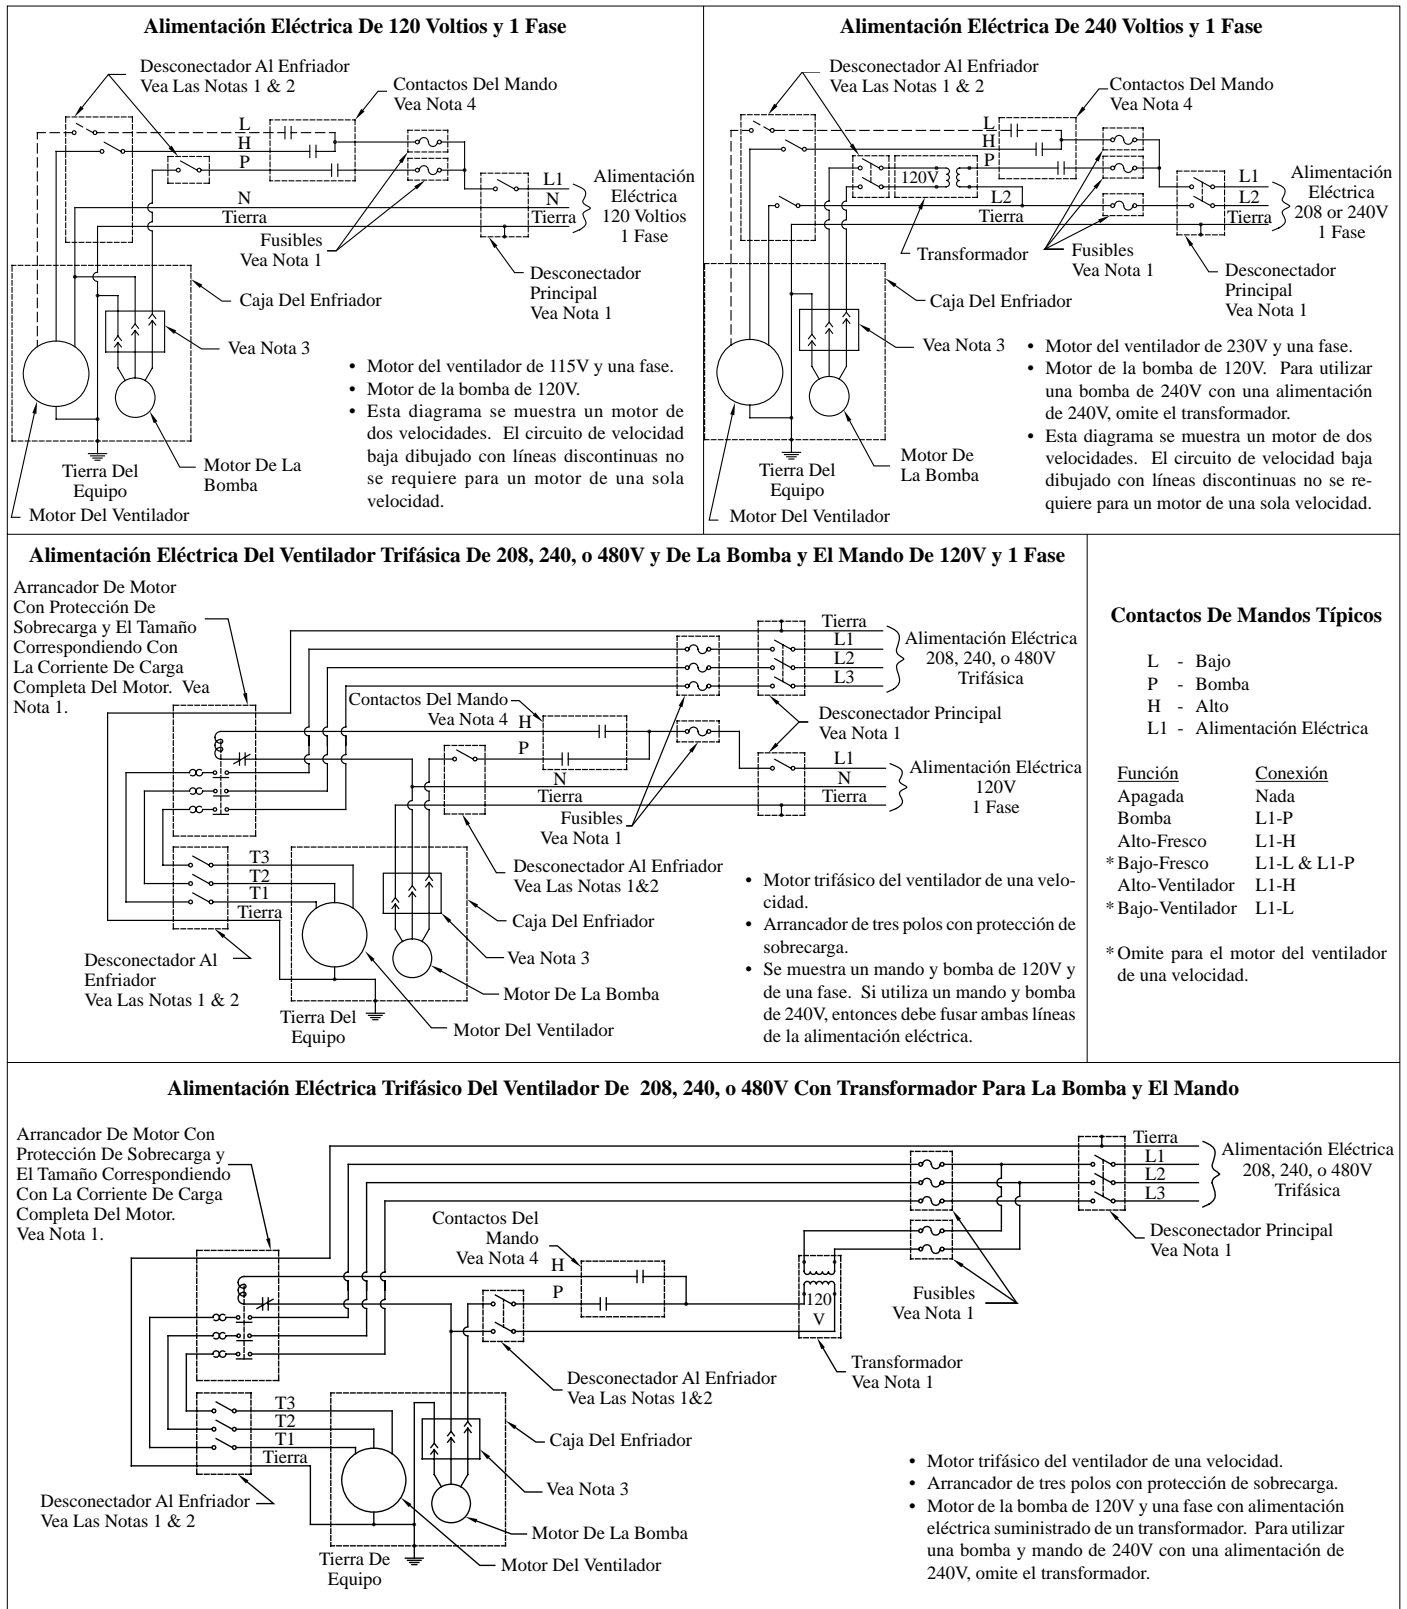 Alimentación Eléctrica De 120 Voltios y 1 Fase
Desconectador Al Enfriador
Vea Las Notas 1 & 2
Contactos Del Mando
Vea Nota 4
L
H
P
N
Tierra
L1
N
Tierra
Alimentación
Eléctrica
120 Voltios
1 Fase
Fusibles
Vea Nota 1
Desconectador
Principal
Vea Nota 1
Caja Del Enfriador
Vea Nota 3
Tierra Del
Equipo
Motor De La
Bomba
Motor Del Ventilador
• Motor del ventilador de 115V y una fase.
• Motor de la bomba de 120V.
• Esta diagrama se muestra un motor de
dos velocidades. El circuito de velocidad
baja dibujado con líneas discontinuas no
se requiere para un motor de una sola
velocidad.
Alimentación Eléctrica De 240 Voltios y 1 Fase
Desconectador Al Enfriador
Vea Las Notas 1 & 2
Contactos Del Mando
Vea Nota 4
L
H
P
120V
L2
Tierra
L1
L2
Tierra
Alimentación
Eléctrica
208 or 240V
1 Fase
Transformador
Fusibles
Vea Nota 1
Desconectador
Principal
Vea Nota 1
Caja Del Enfriador
Vea Nota 3
Tierra Del
Equipo
Motor De
La Bomba
Motor Del Ventilador
• Motor del ventilador de 230V y una fase.
• Motor de la bomba de 120V. Para utilizar
una bomba de 240V con una alimentación
de 240V, omite el transformador.
• Esta diagrama se muestra un motor de dos
velocidades. El circuito de velocidad baja
dibujado con líneas discontinuas no se re-
quiere para un motor de una sola velocidad.
Alimentación Eléctrica Del Ventilador Trifásica De 208, 240, o 480V y De La Bomba y El Mando De 120V y 1 Fase
Arrancador De Motor
Con Protección De
Sobrecarga y El Tamaño
Correspondiendo Con
La Corriente De Carga
Completa Del Motor. Vea
Nota 1.
Tierra
L1
L2
L3
Alimentación Eléctrica
208, 240, o 480V
Trifásica
Contactos Del Mando
Vea Nota 4
H
P
N
Tierra
Desconectador Principal
Vea Nota 1
L1
N
Tierra
Alimentación Eléctrica
120V
1 Fase
Fusibles
Vea Nota 1
Desconectador Al Enfriador
Vea Las Notas 1&2
T3
T2
T1
Tierra
Caja Del Enfriador
Vea Nota 3
Motor De La Bomba
Motor Del Ventilador
Desconectador Al
Enfriador
Vea Las Notas 1 & 2
Tierra Del
Equipo
• Motor trifásico del ventilador de una velo-
cidad.
• Arrancador de tres polos con protección de
sobrecarga.
• Se muestra un mando y bomba de 120V y
de una fase. Si utiliza un mando y bomba
de 240V, entonces debe fusar ambas líneas
de la alimentación eléctrica.
Contactos De Mandos Típicos
L - Bajo
P - Bomba
H - Alto
L1 - Alimentación Eléctrica
Función Conexión
Apagada Nada
Bomba L1-P
Alto-Fresco L1-H
* Bajo-Fresco L1-L & L1-P
Alto-Ventilador L1-H
* Bajo-Ventilador L1-L
* Omite para el motor del ventilador
de una velocidad.
Alimentación Eléctrica Trifásico Del Ventilador De 208, 240, o 480V Con Transformador Para La Bomba y El Mando
Arrancador De Motor Con
Protección De Sobrecarga y
El Tamaño Correspondiendo
Con La Corriente De Carga
Completa Del Motor.
Vea Nota 1.
Tierra
L1
L2
L3
Alimentación Eléctrica
208, 240, o 480V
Trifásica
Contactos Del
Mando
Vea Nota 4
H
P
120
V
Desconectador Principal
Vea Nota 1
Fusibles
Vea Nota 1
Transformador
Vea Nota 1
Desconectador Al Enfriador
Vea Las Notas 1&2
T3
T2
T1
Tierra
Caja Del Enfriador
Vea Nota 3
Motor De La Bomba
Motor Del Ventilador
Desconectador Al Enfriador
Vea Las Notas 1 & 2
Tierra De
Equipo
• Motor trifásico del ventilador de una velocidad.
• Arrancador de tres polos con protección de sobrecarga.
• Motor de la bomba de 120V y una fase con alimentación
eléctrica suministrado de un transformador. Para utilizar
una bomba y mando de 240V con una alimentación de
240V, omite el transformador.